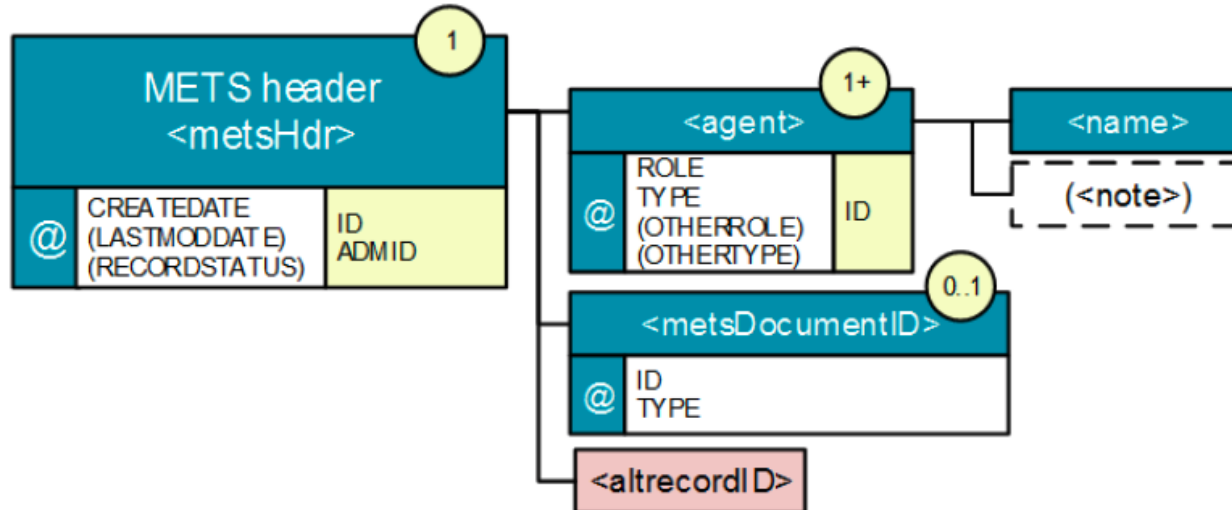 1
METS header
<metsHdr>
@
CREATEDATE
(LASTMODDATE)
(RECORDSTATUS)
ID
ADMID
1+
<agent>
@
ROLE
TYPE
(OTHERROLE)
(OTHERTYPE)
ID
<name>
(<note>)
0..1
<metsDocumentID>
@
ID
TYPE
<altrecordID>